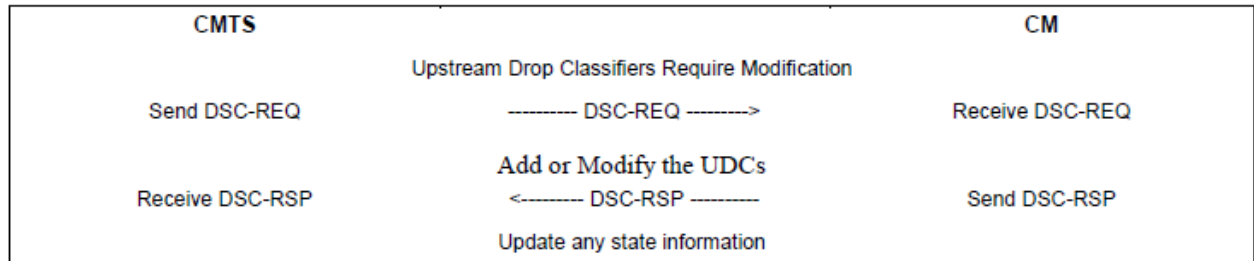 CMTS CM
Upstream Drop Classifiers Require Modification
Send DSC-REQ ---------- DSC-REQ ---------> Receive DSC-REQ
Add or Modify the UDCs
Receive DSC-RSP <--------- DSC-RSP ---------- Send DSC-RSP
Update any state information